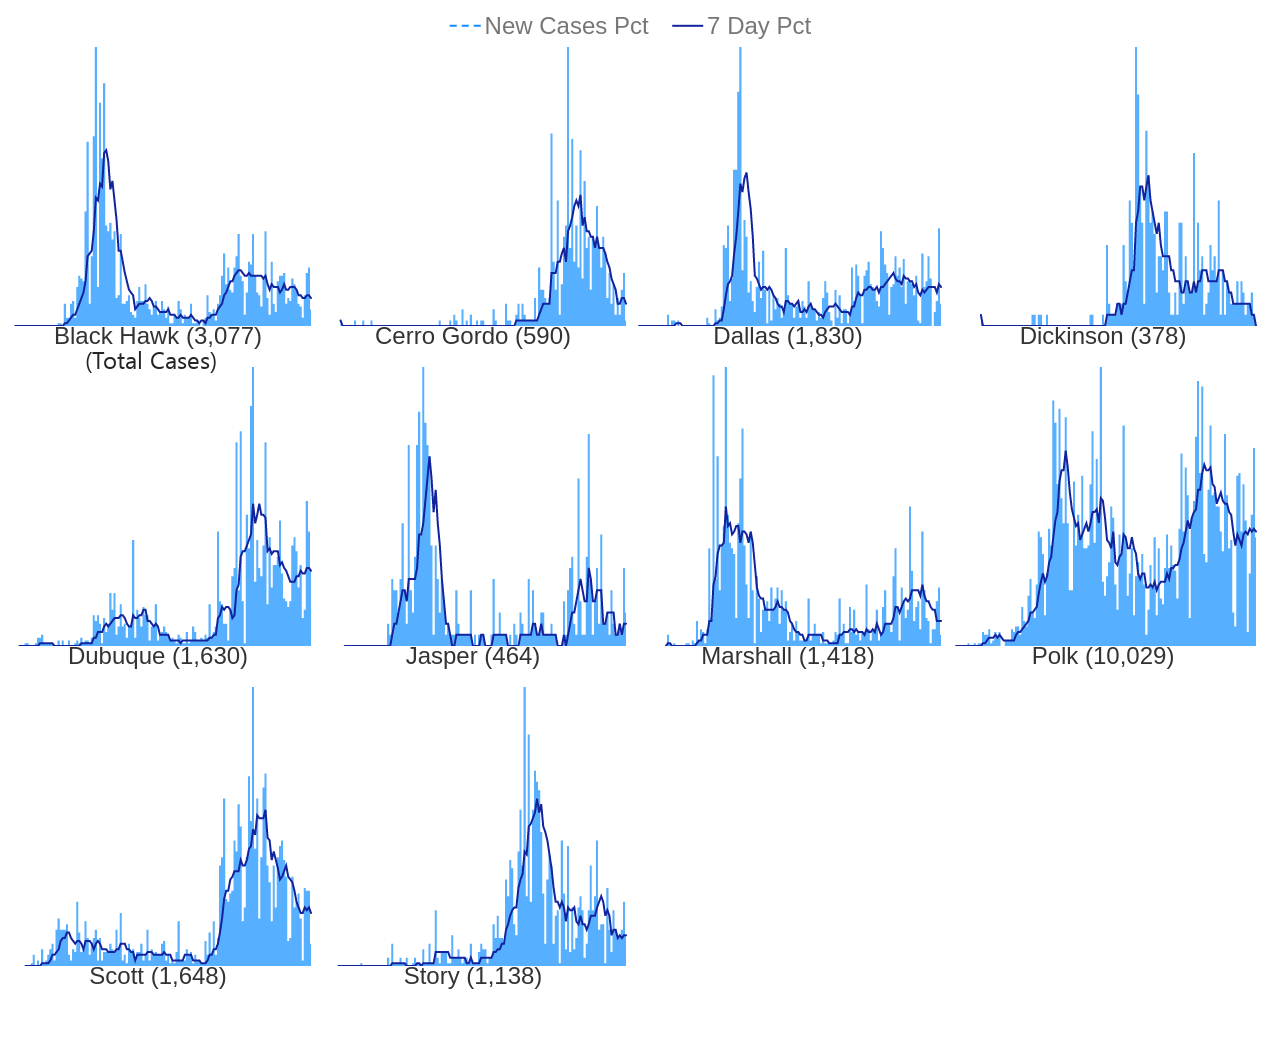 New Cases Pct 7 Day Pct
Black Hawk (3,077)
(Total Cases)
Cerro Gordo (590)
Dallas (1,830)
Dickinson (378)
Dubuque (1,630)
Jasper (464)
Marshall (1,418)
Polk (10,029)
Scott (1,648)
Story (1,138)